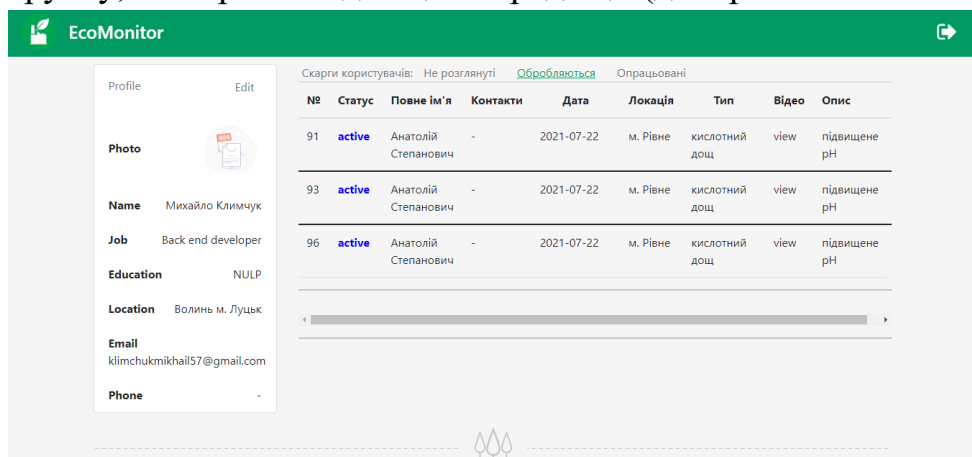 EcoMonitor
Profile Edit
Photo
Name Михайло Климчук
Job Back end developer
Education NULP
Location Волинь м. Луцьк
Email
klimchukmikhail57@gmail.com
Phone -
Скарги користувачів: Не розглянуті Обробляються Опрацьовані
№ Статус Повне ім'я Контакти Дата Локація Тип Відео Опис
91 active Анатолій - 2021-07-22 м. Рівне кислотний view підвищене
Степанович дощ pH
93 active Анатолій - 2021-07-22 м. Рівне кислотний view підвищене
Степанович дощ pH
96 active Анатолій - 2021-07-22 м. Рівне кислотний view підвищене
Степанович дощ pH